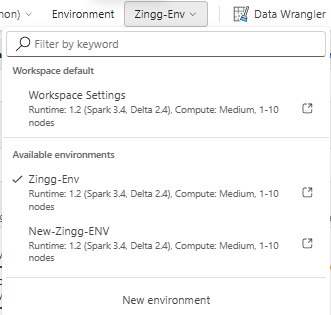 non)
Environment
Zingg-Env
Data Wrangler
Filter by keyword
Workspace default
Workspace Settings
Runtime: 1.2 (Spark 3.4, Delta 2.4), Compute: Medium, 1-10
nodes
Available environments
Zingg-Env
Runtime: 1.2 (Spark 3.4, Delta 2.4), Compute: Medium, 1-10
nodes
New-Zingg-ENV
Runtime: 1.2 (Spark 3.4, Delta 2.4), Compute: Medium, 1-10
nodes
New environment